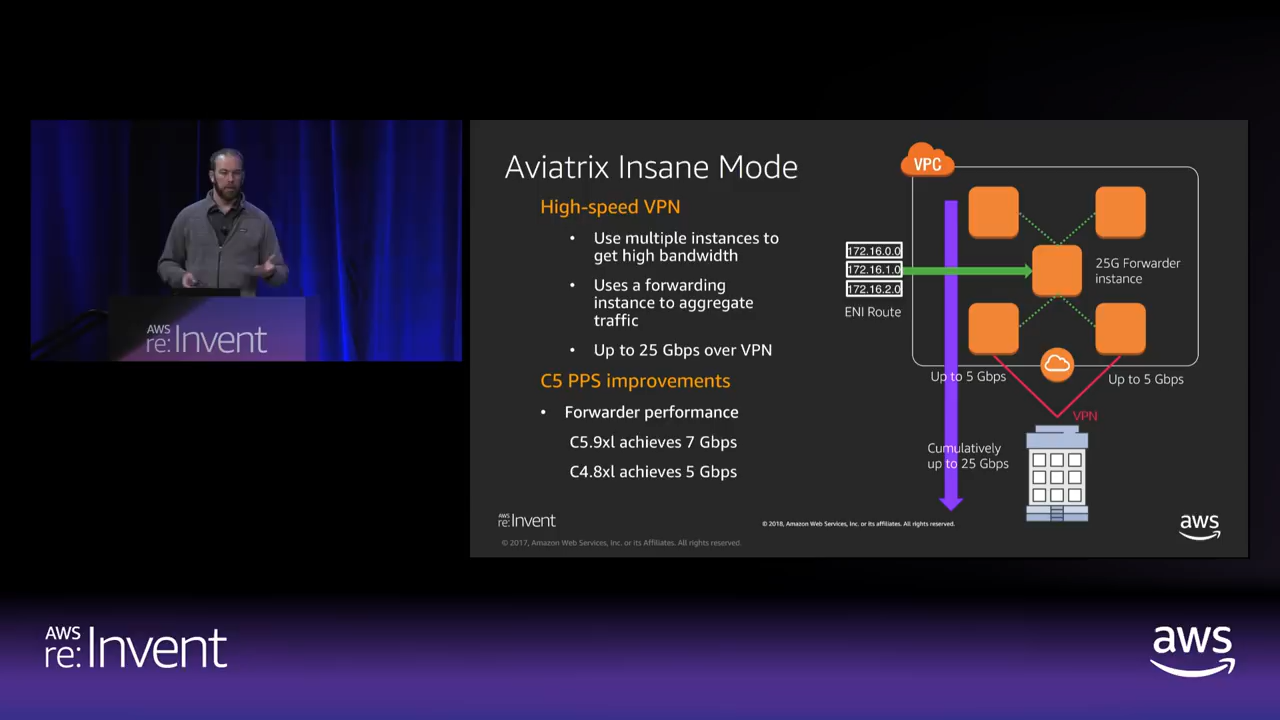 AWS
re:Invent
Aviatrix Insane Mode
High-speed VPN
• Use multiple instances to
get high bandwidth
• Uses a forwarding
instance to aggregate
traffic
• Up to 25 Gbps over VPN
C5 PPS improvements
• Forwarder performance
C5.9xl achieves 7 Gbps
C4.8xl achieves 5 Gbps
VPC
172.16.0.0
172.16.1.0
172.16.2.0
ENI Route
25G Forwarder
instance
Up to 5 Gbps
Up to 5 Gbps
VPN
Cumulatively
up to 25 Gbps
AWS
re:Invent
© 2018, Amazon Web Services, Inc. or its affiliates. All rights reserved.
aws
© 2017, Amazon Web Services, Inc. or its Affiliates. All rights reserved.
AWS
re:Invent
aws